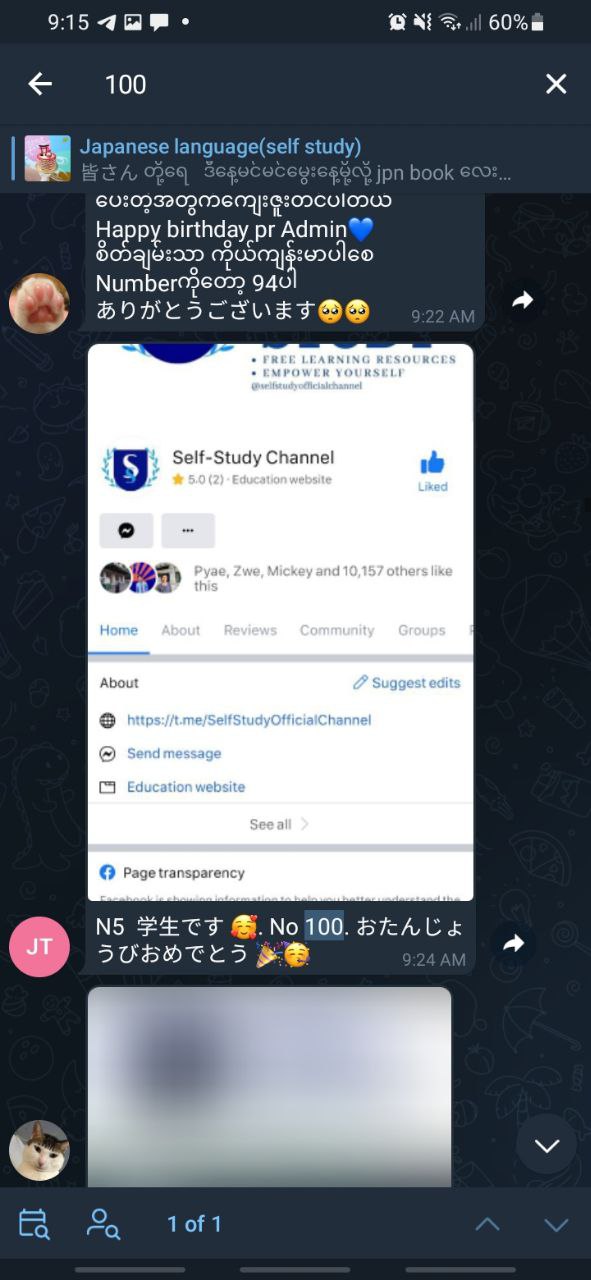 9:15
60%
100
Japanese language(self study)
皆さん တို့ရေ ဒီနေ့မင်မင်မွေးနေ့မို့လို့ jpn book လေး...
ပေးတဲ့အတွက်ကျေးဇူးတင်ပါတယ်
Happy birthday pr Admin💙
စိတ်ချမ်းသာ ကိုယ်ကျန်းမာပါစေ
Numberကိုတော့ 94ပါ
ありがとうございます🥺🥺
9:22 AM
• FREE LEARNING RESOURCES
• EMPOWER YOURSELF
@selfstudyofficialchannel
Self-Study Channel
5.0 (2) · Education website
Liked
Pyae, Zwe, Mickey and 10,157 others like
this
Home About Reviews Community Groups
About
Suggest edits
https://t.me/SelfStudyOfficialChannel
Send message
Education website
See all
Page transparency
Facebook is showing information to help you better understand the
JT
N5 学生です 🥰. No 100. おたんじょ
うびおめでとう 🎉🥳
9:24 AM
1 of 1